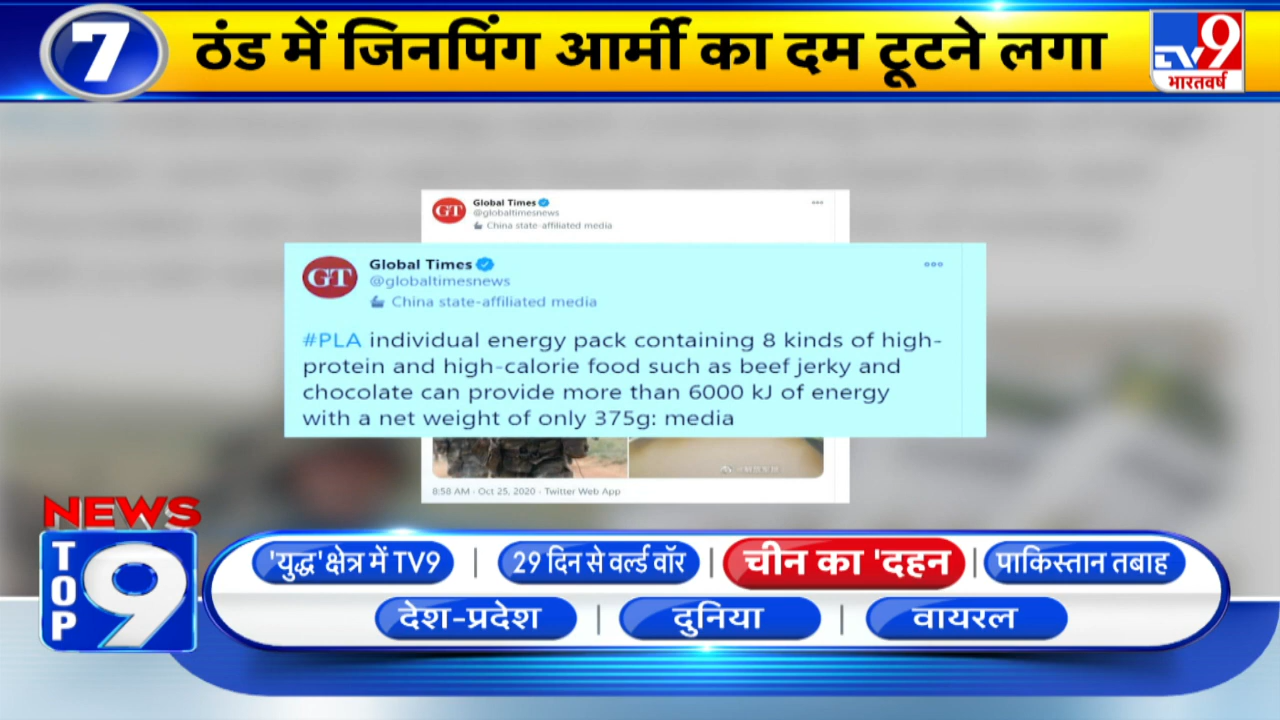 7
ठंड में जिनपिंग आर्मी का दम टूटने लगा
TV9
भारतवर्ष
GT
Global Times
@globaltimesnews
China state-affiliated media
GT
Global Times
@globaltimesnews
China state-affiliated media
#PLA individual energy pack containing 8 kinds of high-
protein and high-calorie food such as beef jerky and
chocolate can provide more than 6000 kJ of energy
with a net weight of only 375g: media
8:58 AM · Oct 25, 2020 · Twitter Web App
NEWS
TOP
9
'युद्ध'क्षेत्र में TV9 | 29 दिन से वर्ल्ड वॉर | चीन का 'दहन | पाकिस्तान तबाह
देश-प्रदेश | दुनिया | वायरल